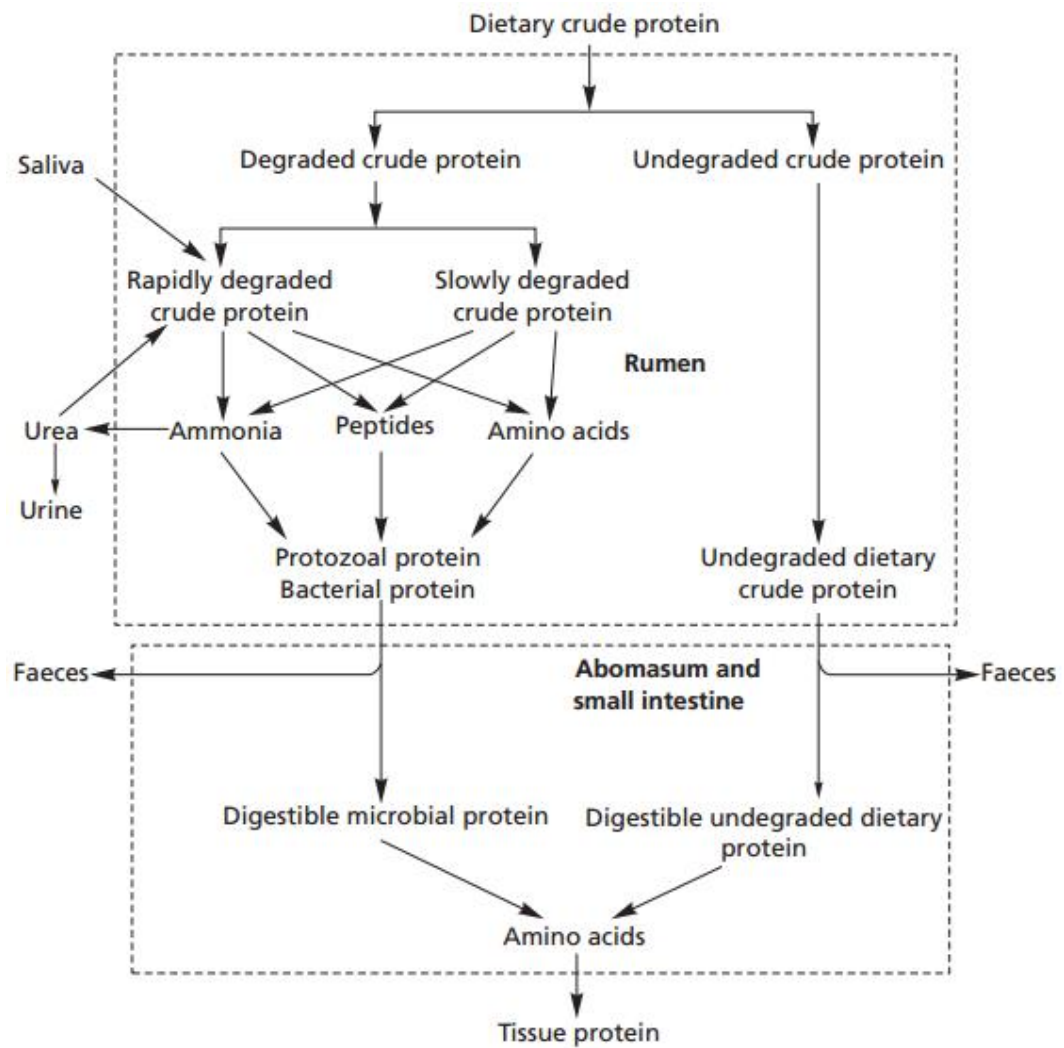 Dietary crude protein
Saliva
Degraded crude protein
Undegraded crude protein
Rapidly degraded
crude protein
Slowly degraded
crude protein
Rumen
Urea
Ammonia
Peptides
Amino acids
Urine
Protozoal protein
Bacterial protein
Undegraded dietary
crude protein
Faeces
Abomasum and
small intestine
Faeces
Digestible microbial protein
Digestible undegraded dietary
protein
Amino acids
Tissue protein